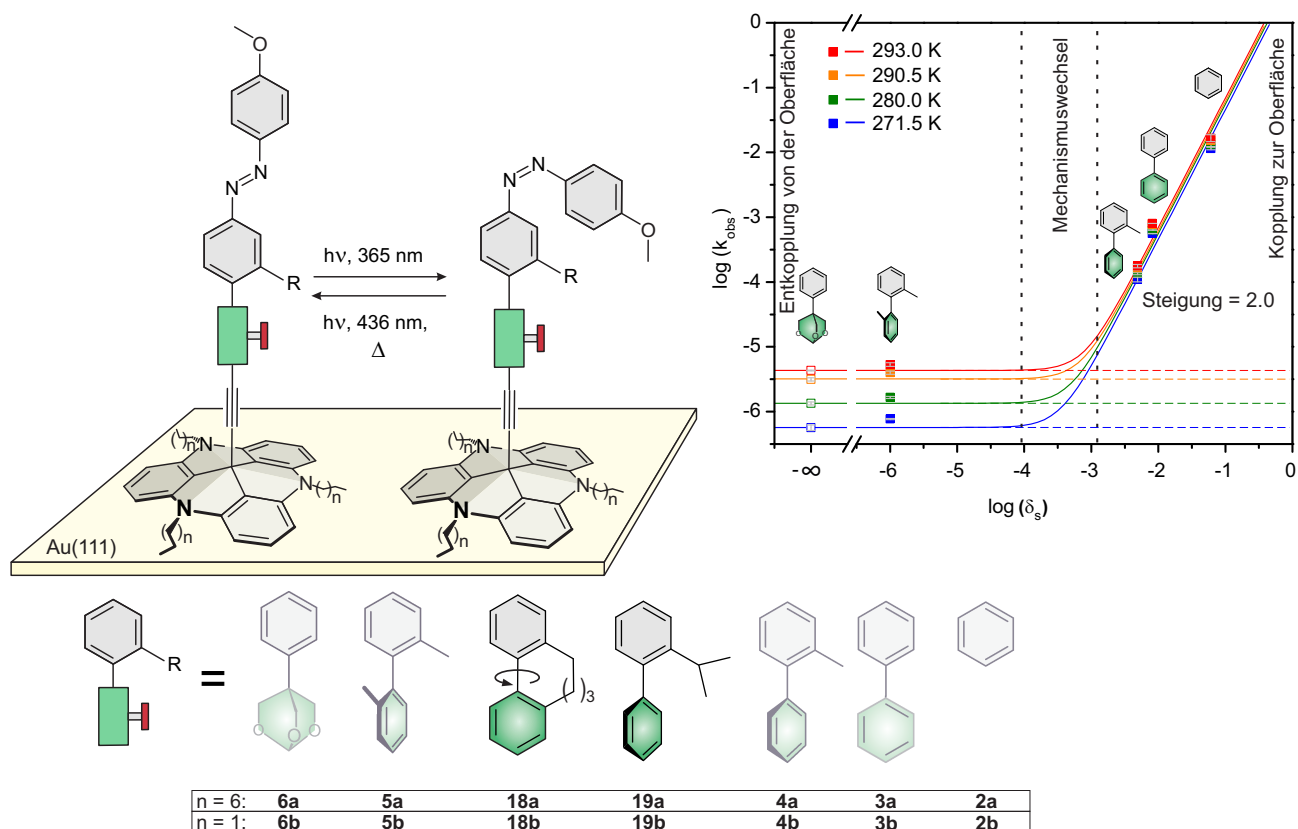 O
N
N
R
hν, 365 nm
hν, 436 nm,
Δ
N
N
O
R
( )n N
N ( )n
N
( )n
( )n N
N ( )n
N
( )n
Au(111)
log (k_obs)
0
-1
-2
-3
-4
-5
-6
293.0 K
290.5 K
280.0 K
271.5 K
Entkopplung von der Oberfläche
Mechanismuswechsel
Kopplung zur Oberfläche
Steigung = 2.0
O O O
-∞ -6 -5 -4 -3 -2 -1 0
log (δ_s)
R
=
O O O
( )3
n = 6: 6a 5a 18a 19a 4a 3a 2a
n = 1: 6b 5b 18b 19b 4b 3b 2b